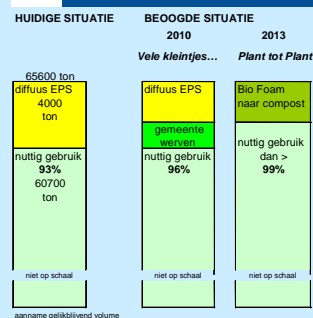 HUIDIGE SITUATIE
BEOOGDE SITUATIE
2010
2013
Vele kleintjes...
Plant tot Plant
65600 ton
diffuus EPS
4000
ton
nuttig gebruik
93%
60700
ton
niet op schaal
diffuus EPS
gemeente
werven
nuttig gebruik
96%
niet op schaal
Bio Foam
naar compost
nuttig gebruik
dan >
99%
niet op schaal
aanname gelijkblijvend volume